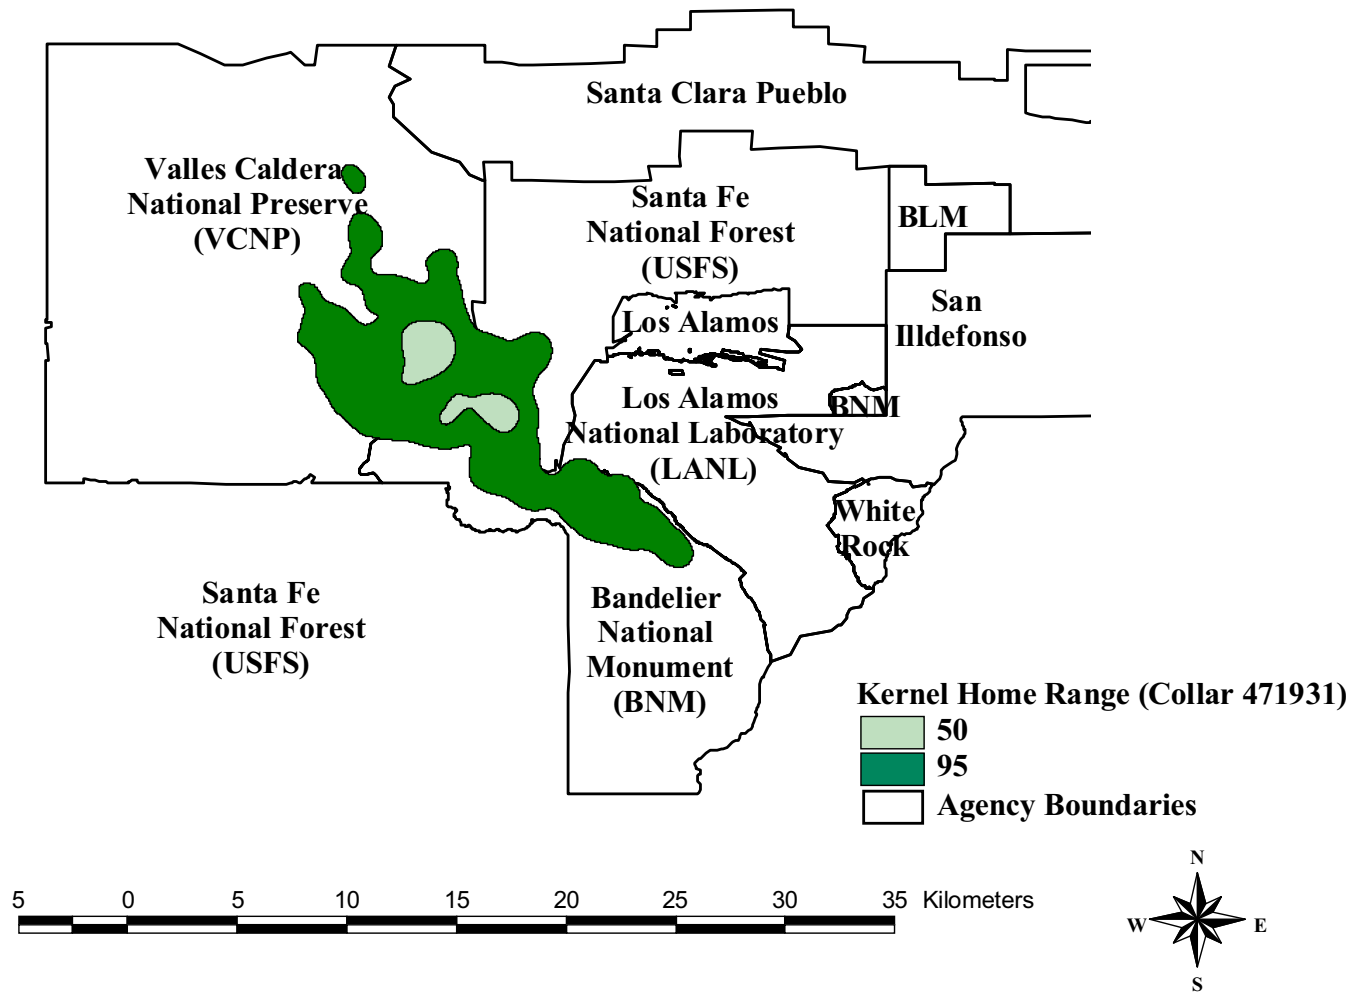 Santa Clara Pueblo
Valles Caldera
National Preserve
(VCNP)
Santa Fe
National Forest
(USFS)
BLM
San
Illdefonso
Los Alamos
Los Alamos
National Laboratory
(LANL)
BNM
White
Rock
Santa Fe
National Forest
(USFS)
Bandelier
National
Monument
(BNM)
Kernel Home Range (Collar 471931)
50
95
Agency Boundaries
5 0 5 10 15 20 25 30 35 Kilometers
N
W E
S